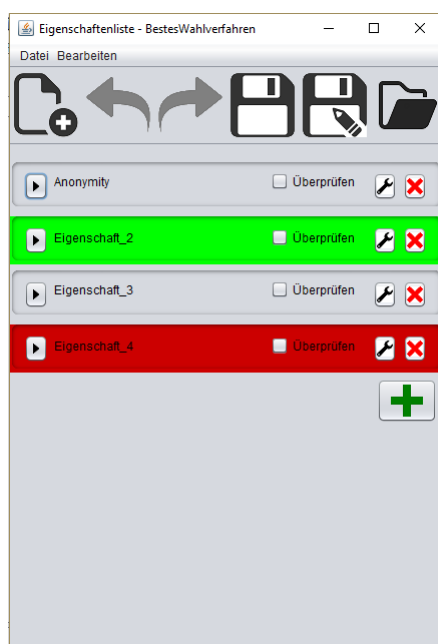 Eigenschaftenliste - BestesWahlverfahren
Datei Bearbeiten
Anonymity Überprüfen
Eigenschaft_2 Überprüfen
Eigenschaft_3 Überprüfen
Eigenschaft_4 Überprüfen